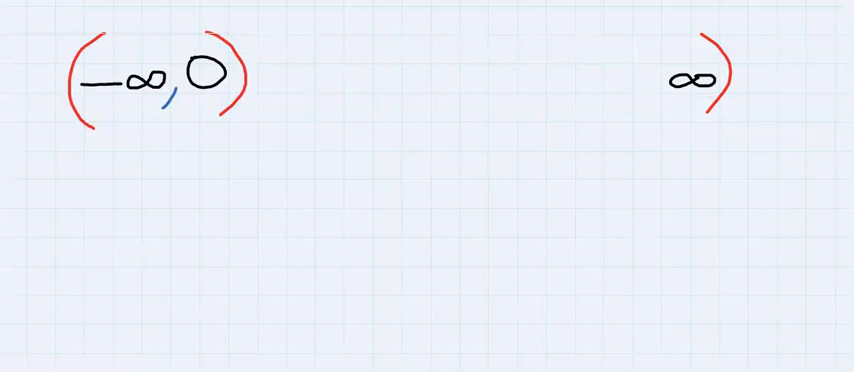 (-∞, 0) ∞)